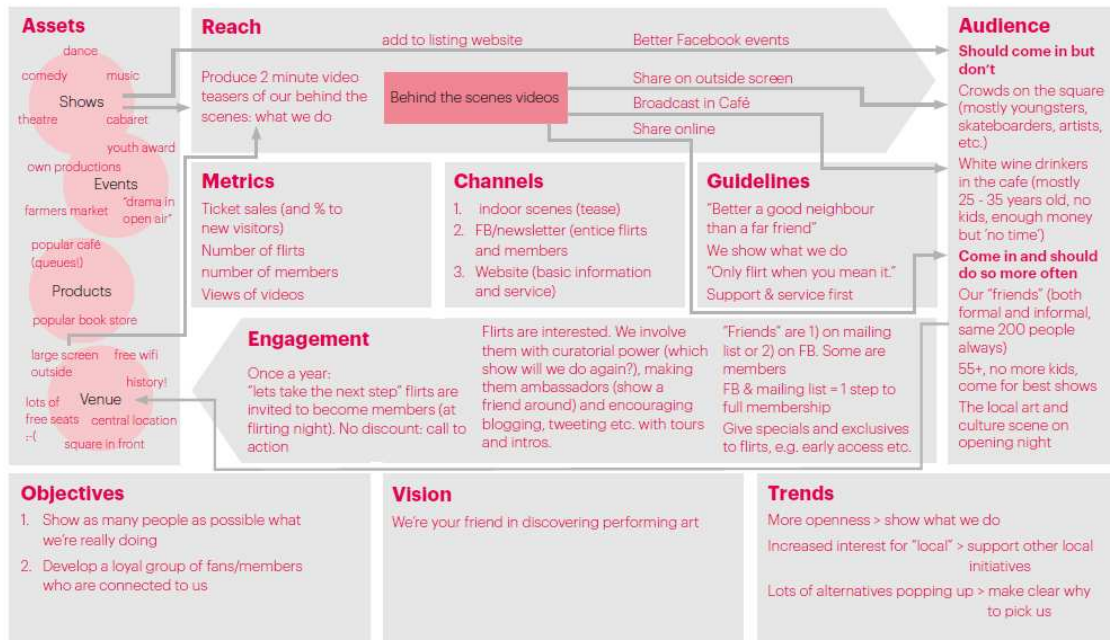 Assets
dance
comedy
music
Shows
theatre
cabaret
youth award
own productions
Events
farmers market
"drama in
open air"
popular café
(queues!)
Products
popular book store
large screen
outside
free wifi
history!
Venue
lots of
free seats
:-(
central location
square in front
Reach
add to listing website
Better Facebook events
Produce 2 minute video
teasers of our behind the
scenes: what we do
Behind the scenes videos
Share on outside screen
Broadcast in Café
Share online
Metrics
Ticket sales (and % to
new visitors)
Number of flirts
number of members
Views of videos
Channels
1. indoor scenes (tease)
2. FB/newsletter (entice flirts
and members
3. Website (basic information
and service)
Guidelines
"Better a good neighbour
than a far friend"
We show what we do
"Only flirt when you mean it."
Support & service first
Engagement
Once a year:
"lets take the next step" flirts are
invited to become members (at
flirting night). No discount: call to
action
Flirts are interested. We involve
them with curatorial power (which
show will we do again?), making
them ambassadors (show a
friend around) and encouraging
blogging, tweeting etc. with tours
and intros.
"Friends" are 1) on mailing
list or 2) on FB. Some are
members
FB & mailing list = 1 step to
full membership
Give specials and exclusives
to flirts, e.g. early access etc.
Audience
Should come in but
don't
Crowds on the square
(mostly youngsters,
skateboarders, artists,
etc.)
White wine drinkers
in the cafe (mostly
25 - 35 years old, no
kids, enough money
but 'no time')
Come in and should
do so more often
Our "friends" (both
formal and informal,
same 200 people
always)
55+, no more kids,
come for best shows
The local art and
culture scene on
opening night
Objectives
1. Show as many people as possible what
we're really doing
2. Develop a loyal group of fans/members
who are connected to us
Vision
We're your friend in discovering performing art
Trends
More openness > show what we do
Increased interest for "local" > support other local
initiatives
Lots of alternatives popping up > make clear why
to pick us